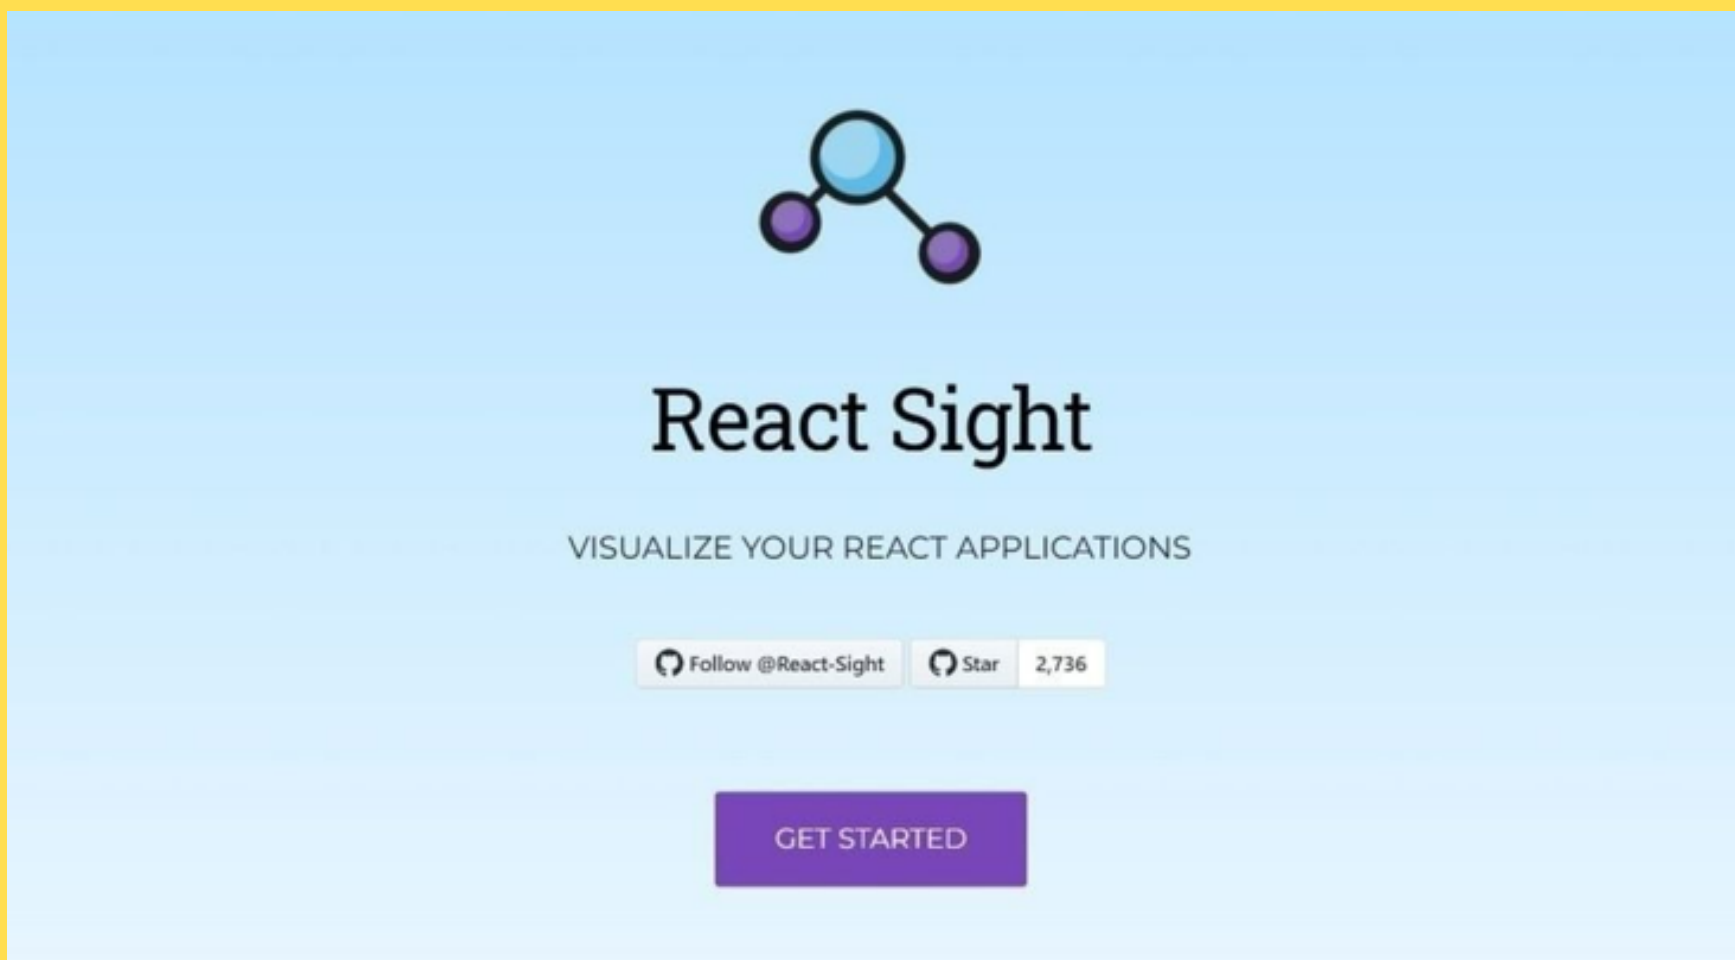 React Sight
VISUALIZE YOUR REACT APPLICATIONS
Follow @React-Sight Star 2,736
GET STARTED